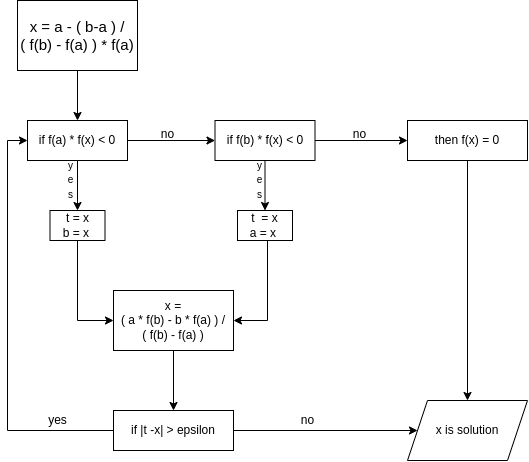 x = a - ( b-a ) /
( f(b) - f(a) ) * f(a)
if f(a) * f(x) < 0
no
if f(b) * f(x) < 0
no
then f(x) = 0
y
e
s
y
e
s
t = x
b = x
t  = x
a = x
x =
( a * f(b) - b * f(a) ) /
( f(b) - f(a) )
yes
if |t -x| > epsilon
no
x is solution